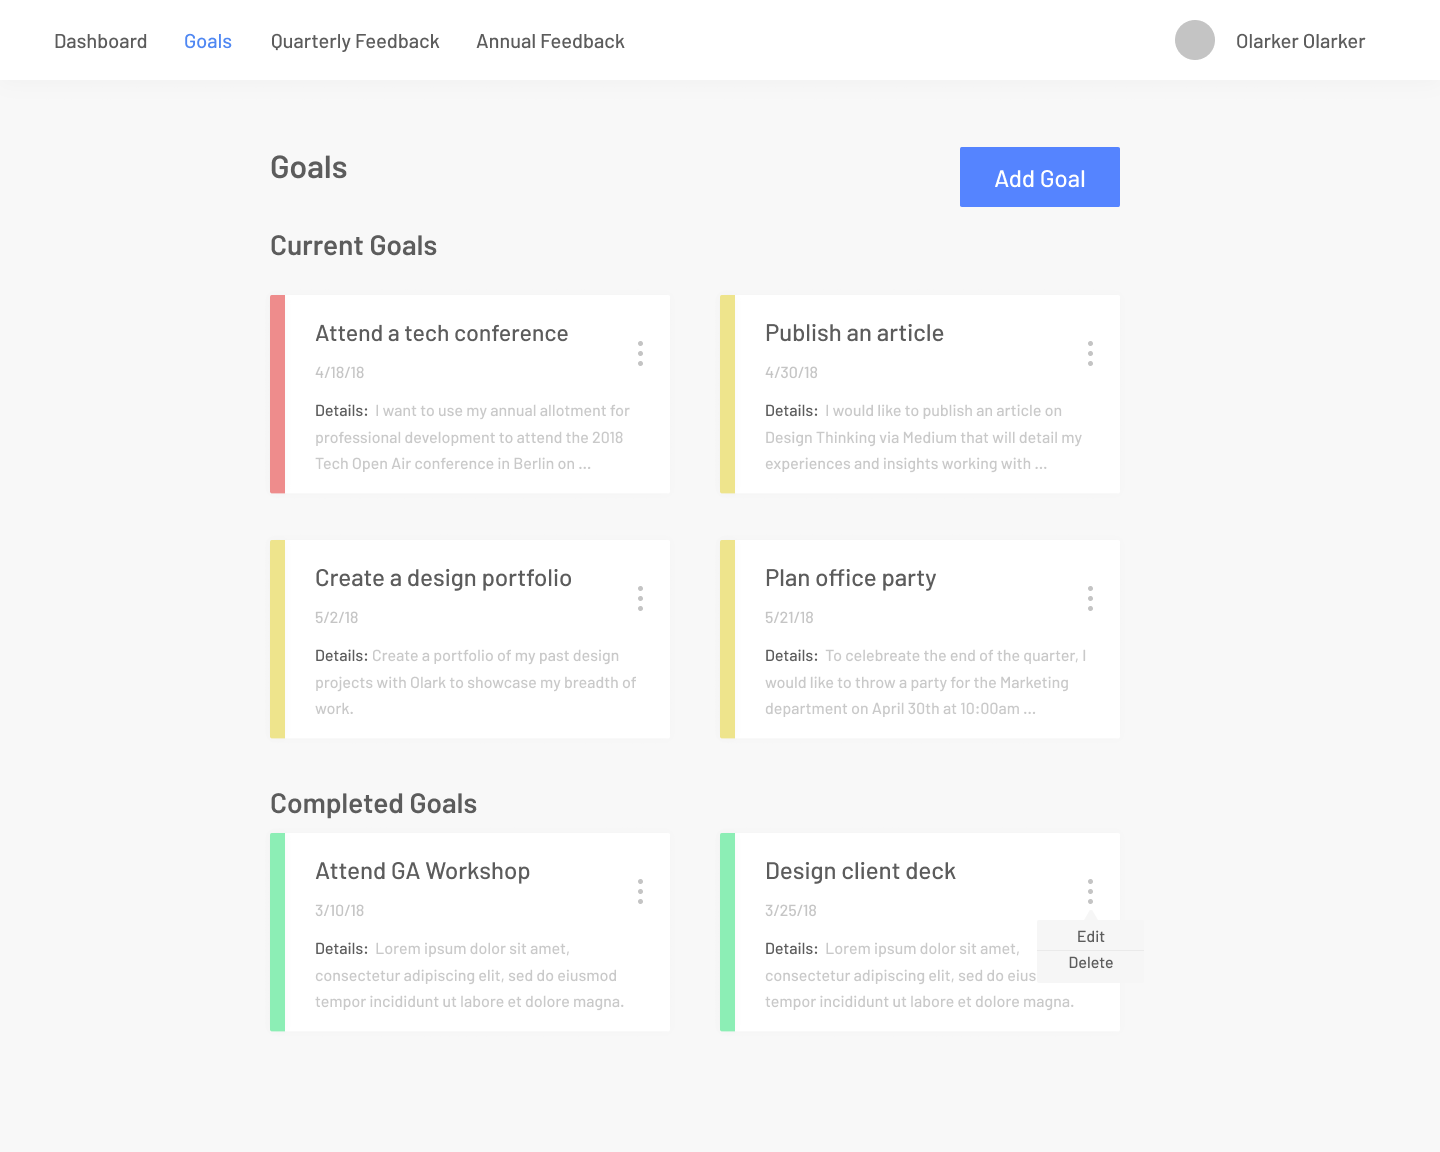 Dashboard Goals Quarterly Feedback Annual Feedback Olarker Olarker
Goals
Add Goal
Current Goals
Attend a tech conference
4/18/18
Details: I want to use my annual allotment for
professional development to attend the 2018
Tech Open Air conference in Berlin on ...
Publish an article
4/30/18
Details: I would like to publish an article on
Design Thinking via Medium that will detail my
experiences and insights working with ...
Create a design portfolio
5/2/18
Details: Create a portfolio of my past design
projects with Olark to showcase my breadth of
work.
Plan office party
5/21/18
Details: To celebreate the end of the quarter, I
would like to throw a party for the Marketing
department on April 30th at 10:00am ...
Completed Goals
Attend GA Workshop
3/10/18
Details: Lorem ipsum dolor sit amet,
consectetur adipiscing elit, sed do eiusmod
tempor incididunt ut labore et dolore magna.
Design client deck
3/25/18
Details: Lorem ipsum dolor sit amet,
consectetur adipiscing elit, sed do eius
tempor incididunt ut labore et dolore magna.
Edit
Delete